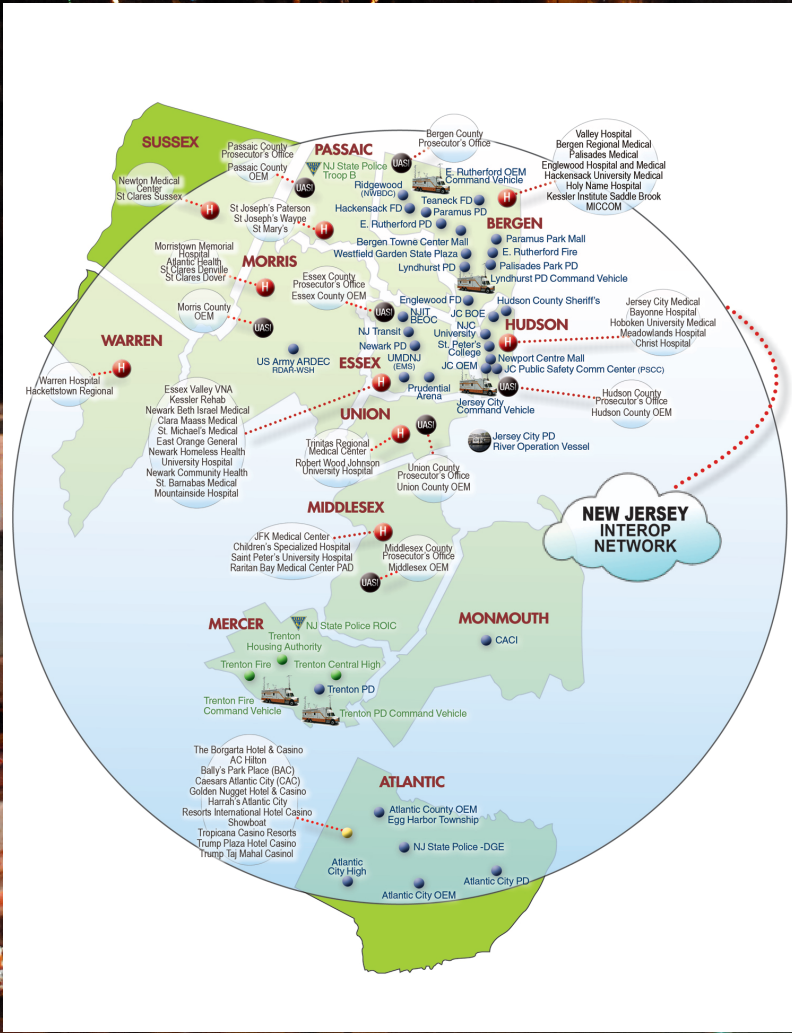 SUSSEX
Newton Medical
Center
St Clares Sussex
H
Passaic County
Prosecutor's Office
Passaic County
OEM
UASI
PASSAIC
NJ State Police
Troop B
St Joseph's Paterson
St Joseph's Wayne
St Mary's
H
Bergen County
Prosecutor's Office
UASI
E. Rutherford OEM
Command Vehicle
Ridgewood
(NWBDC)
Teaneck FD
Hackensack FD
Paramus PD
E. Rutherford PD
BERGEN
H
Valley Hospital
Bergen Regional Medical
Palisades Medical
Englewood Hospital and Medical
Hackensack University Medical
Holy Name Hospital
Kessler Institute Saddle Brook
MICCOM
Bergen Towne Center Mall
Paramus Park Mall
Westfield Garden State Plaza
E. Rutherford Fire
Lyndhurst PD
Palisades Park PD
Lyndhurst PD Command Vehicle
Morristown Memorial
Hospital
Atlantic Health
St Clares Denville
St Clares Dover
MORRIS
H
Morris County
OEM
UASI
US Army ARDEC
RDAR-WSH
WARREN
H
Warren Hospital
Hackettstown Regional
Essex County
Prosecutor's Office
Essex County OEM
UASI
NJIT
BEOC
NJ Transit
Newark PD
UMDNJ
(EMS)
Prudential
Arena
ESSEX
H
Essex Valley VNA
Kessler Rehab
Newark Beth Israel Medical
Clara Maass Medical
St. Michael's Medical
East Orange General
Newark Homeless Health
University Hospital
Newark Community Health
St. Barnabas Medical
Mountainside Hospital
Englewood FD
Hudson County Sheriff's
JC BOE
NJC
University
St. Peter's
College
JC OEM
HUDSON
H
Jersey City Medical
Bayonne Hospital
Hoboken University Medical
Meadowlands Hospital
Christ Hospital
Newport Centre Mall
JC Public Safety Comm Center (PSCC)
UASI
Hudson County
Prosecutor's Office
Hudson County OEM
Jersey City
Command Vehicle
Jersey City PD
River Operation Vessel
UNION
H
UASI
Trinitas Regional
Medical Center
Robert Wood Johnson
University Hospital
Union County
Prosecutor's Office
Union County OEM
NEW JERSEY
INTEROP
NETWORK
MIDDLESEX
H
JFK Medical Center
Children's Specialized Hospital
Saint Peter's University Hospital
Raritan Bay Medical Center PAD
Middlesex County
Prosecutor's Office
Middlesex OEM
UASI
MERCER
NJ State Police ROIC
Trenton
Housing Authority
Trenton Fire
Trenton Central High
Trenton PD
Trenton Fire
Command Vehicle
Trenton PD Command Vehicle
MONMOUTH
CACI
The Borgarta Hotel & Casino
AC Hilton
Bally's Park Place (BAC)
Caesars Atlantic City (CAC)
Golden Nugget Hotel & Casino
Harrah's Atlantic City
Resorts International Hotel Casino
Showboat
Tropicana Casino Resorts
Trump Plaza Hotel Casino
Trump Taj Mahal Casinol
ATLANTIC
Atlantic County OEM
Egg Harbor Township
NJ State Police -DGE
Atlantic
City High
Atlantic City OEM
Atlantic City PD